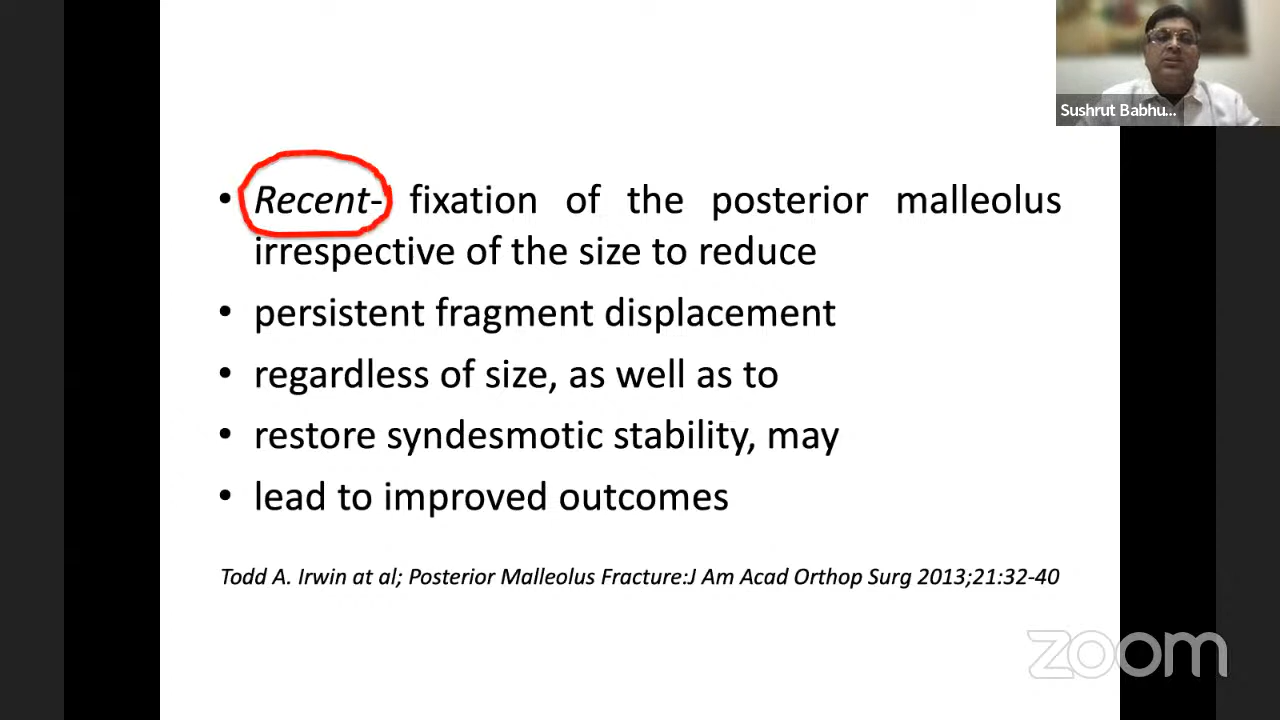 Sushrut Babhu...
• Recent- fixation of the posterior malleolus
irrespective of the size to reduce
• persistent fragment displacement
• regardless of size, as well as to
• restore syndesmotic stability, may
• lead to improved outcomes
Todd A. Irwin at al; Posterior Malleolus Fracture:J Am Acad Orthop Surg 2013;21:32-40
zoom